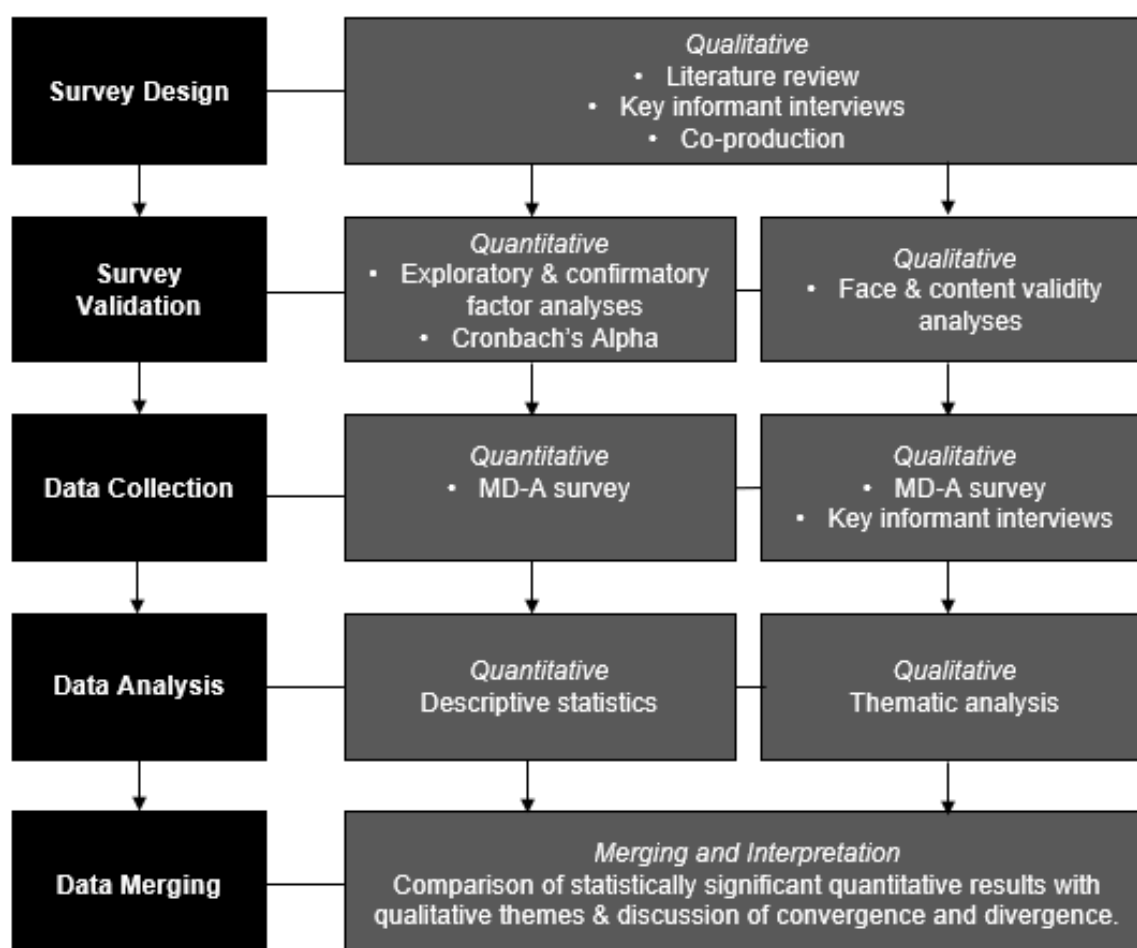 Survey Design
Qualitative
• Literature review
• Key informant interviews
• Co-production
Survey
Validation
Quantitative
• Exploratory & confirmatory
factor analyses
• Cronbach's Alpha
Qualitative
• Face & content validity
analyses
Data Collection
Quantitative
• MD-A survey
Qualitative
• MD-A survey
• Key informant interviews
Data Analysis
Quantitative
Descriptive statistics
Qualitative
Thematic analysis
Data Merging
Merging and Interpretation
Comparison of statistically significant quantitative results with
qualitative themes & discussion of convergence and divergence.